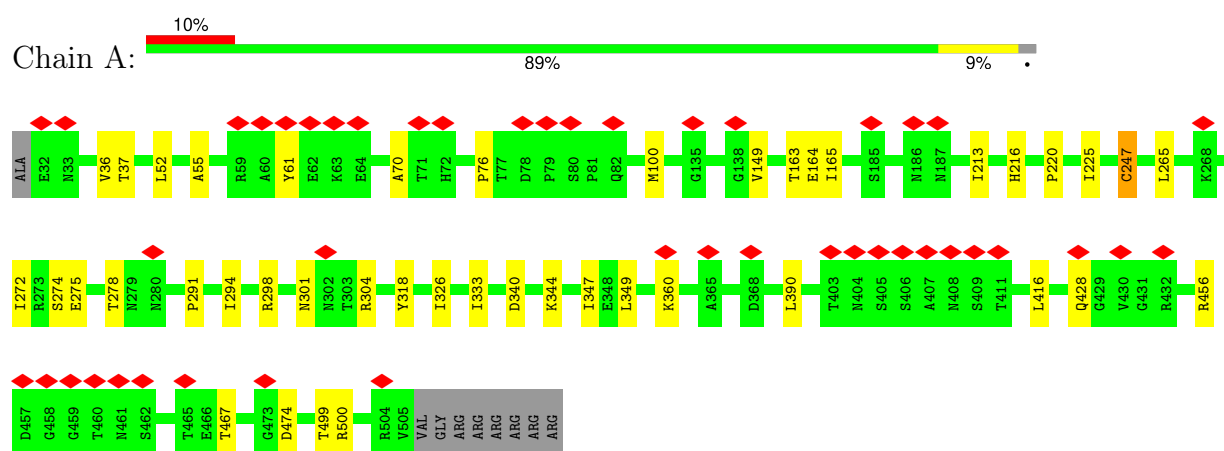 10%
Chain A:
89% 9% •
ALA E32 N33 V36 T37 L52 A55 R59 A60 Y61 E62 K63 E64 A70 T71 H72 P76 T77 D78 P79 S80 P81 Q82 M100 G135 G138 V149 T163 E164 I165 S185 N186 N187 I213 H216 P220 I225 C247 L265 K268
I272 R273 S274 E275 T278 N279 N280 P291 I294 R298 N301 N302 T303 R304 Y318 I326 I333 D340 K344 I347 E348 L349 K360 A365 D368 L390 T403 N404 S405 S406 A407 N408 S409 T411 L416 Q428 G429 V430 G431 R432 R456
D457 G458 G459 T460 N461 S462 T465 E466 T467 G473 D474 T499 R500 R504 V505 VAL GLY ARG ARG ARG ARG ARG ARG